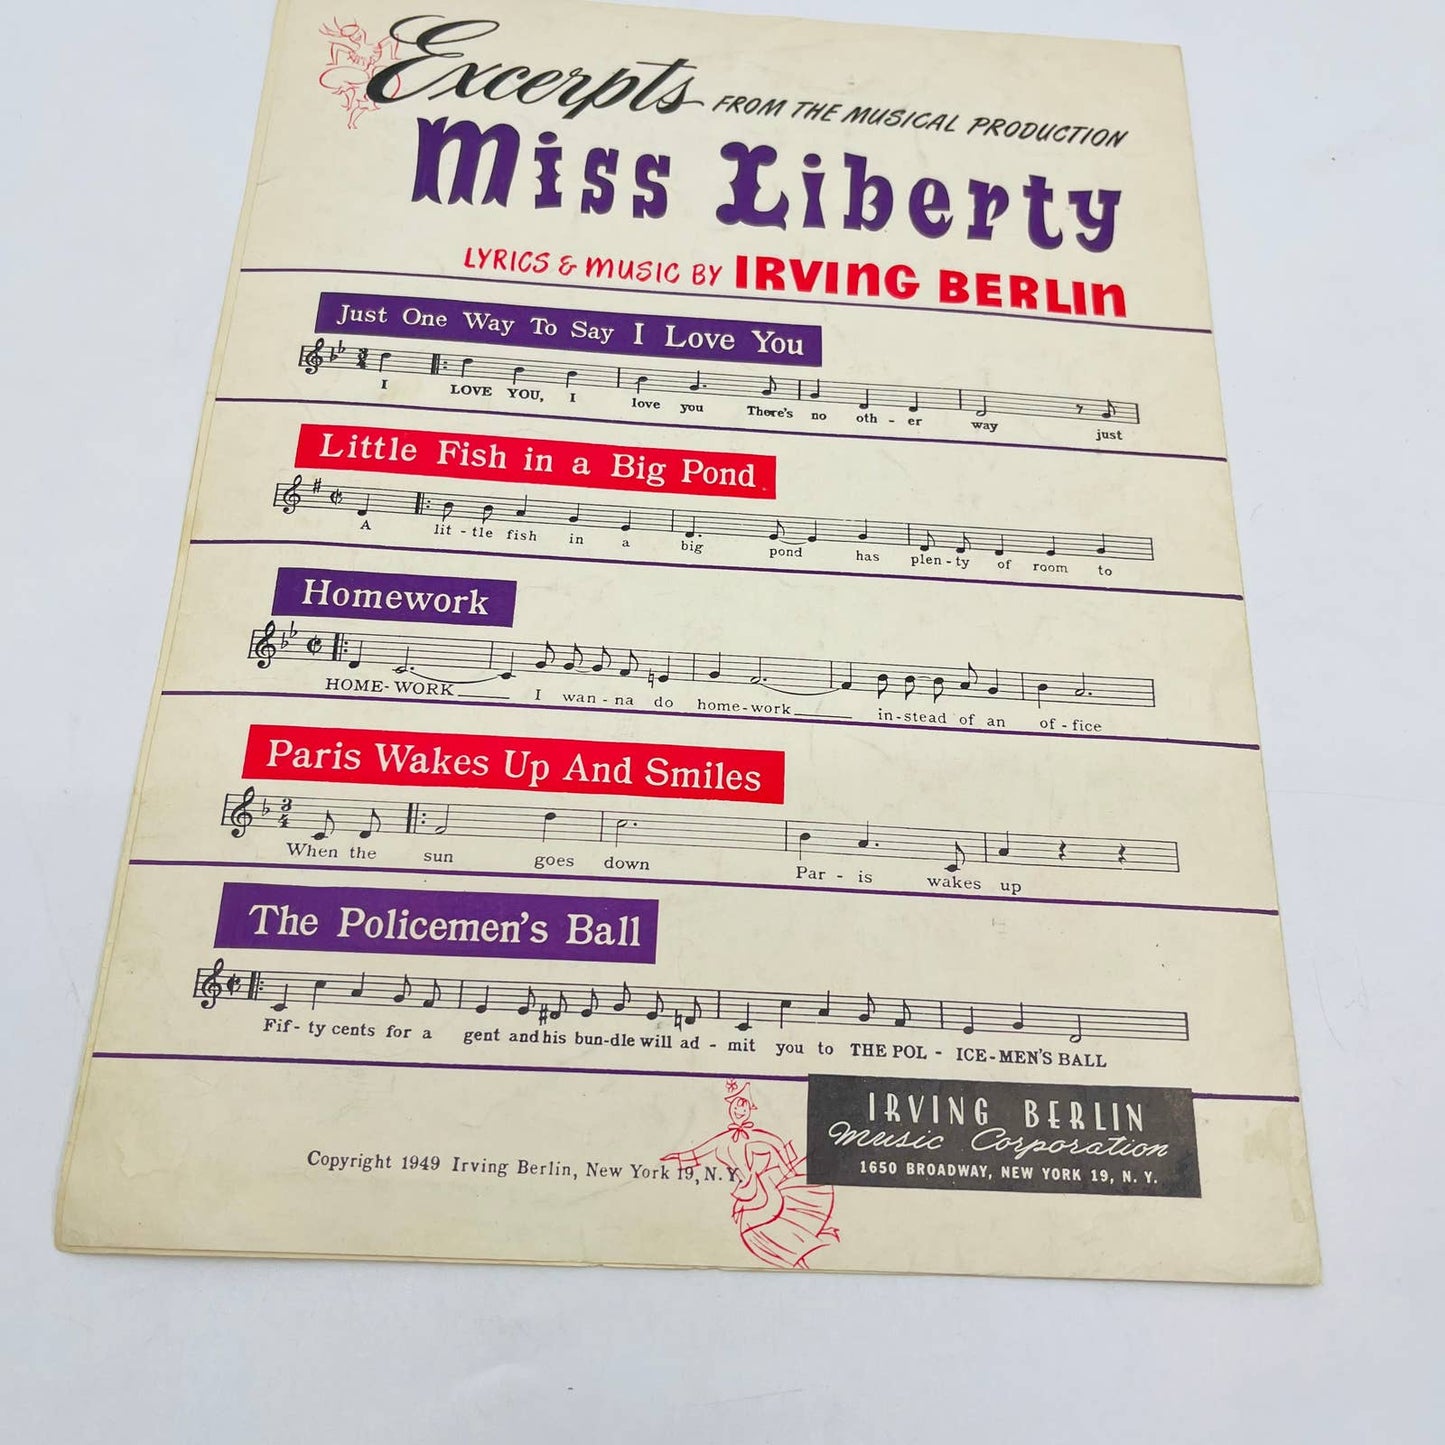 Excerpts FROM THE MUSICAL PRODUCTION
Miss Liberty
LYRICS & MUSIC BY IRVING BERLIN
Just One Way To Say I Love You
3/4
I LOVE YOU, I love you There's no oth - er way just
Little Fish in a Big Pond
A lit - tle fish in a big pond has plen - ty of room to
Homework
HOME - WORK I wan - na do home - work in - stead of an of - fice
Paris Wakes Up And Smiles
3/4
When the sun goes down Par - is wakes up
The Policemen's Ball
Fif - ty cents for a gent and his bun - dle will ad - mit you to THE POL - ICE - MEN'S BALL
IRVING BERLIN
Music Corporation
1650 BROADWAY, NEW YORK 19, N. Y.
Copyright 1949 Irving Berlin, New York 19, N. Y.